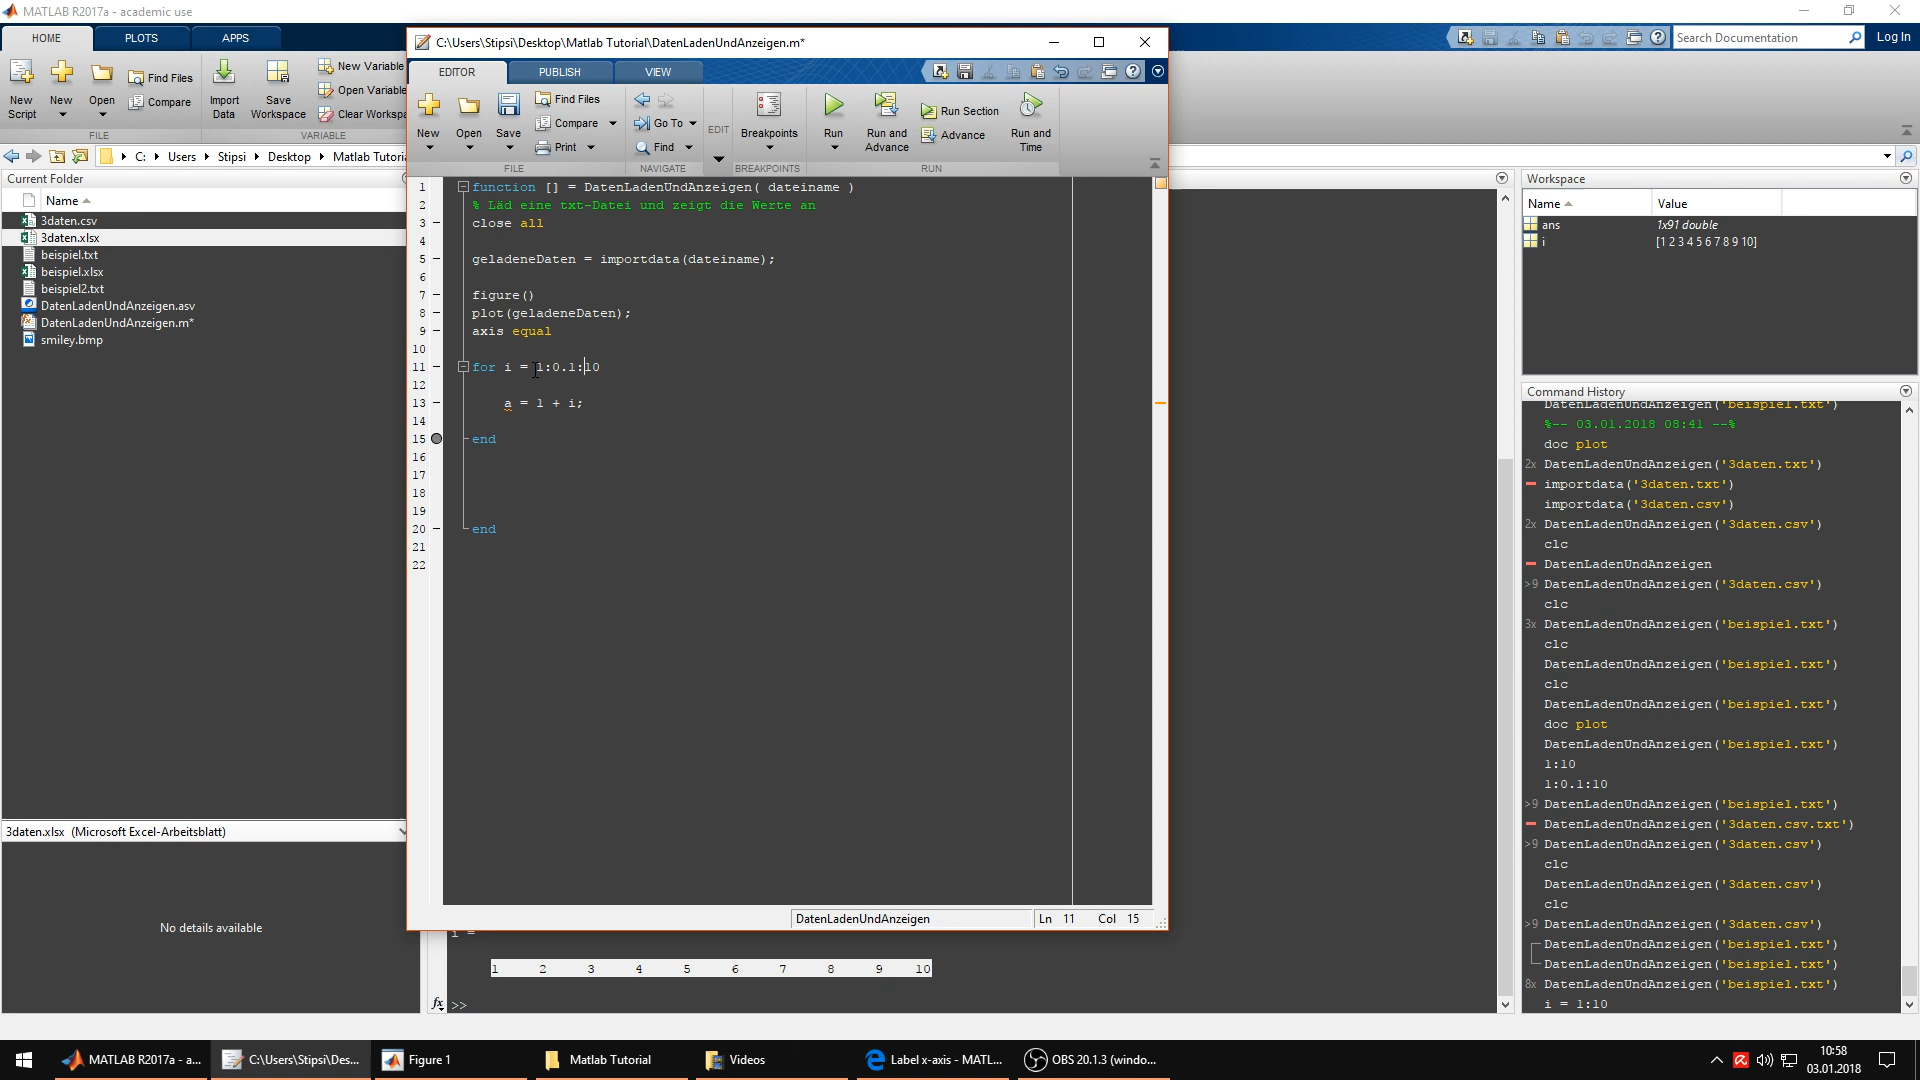 MATLAB R2017a - academic use
HOME
PLOTS
APPS
Search Documentation
Log In
New Script
New
Open
Find Files
Compare
Import Data
Save Workspace
New Variable
Open Variable
Clear Workspa
FILE
VARIABLE
C: Users Stipsi Desktop Matlab Tutoria
Current Folder
Name
3daten.csv
3daten.xlsx
beispiel.txt
beispiel.xlsx
beispiel2.txt
DatenLadenUndAnzeigen.asv
DatenLadenUndAnzeigen.m*
smiley.bmp
3daten.xlsx (Microsoft Excel-Arbeitsblatt)
No details available
C:\Users\Stipsi\Desktop\Matlab Tutorial\DatenLadenUndAnzeigen.m*
EDITOR
PUBLISH
VIEW
New
Open
Save
Find Files
Compare
Print
Go To
Find
EDIT
Breakpoints
Run
Run and Advance
Run Section
Advance
Run and Time
FILE
NAVIGATE
BREAKPOINTS
RUN
1 function [] = DatenLadenUndAnzeigen( dateiname )
2 % Läd eine txt-Datei und zeigt die Werte an
3 close all
4
5 geladeneDaten = importdata(dateiname);
6
7 figure()
8 plot(geladeneDaten);
9 axis equal
10
11 for i = 1:0.1:10
12
13 a = 1 + i;
14
15 end
16
17
18
19
20 end
21
22
DatenLadenUndAnzeigen
Ln 11 Col 15
i =
1 2 3 4 5 6 7 8 9 10
fx >>
Workspace
Name Value
ans 1x91 double
i [1 2 3 4 5 6 7 8 9 10]
Command History
DatenLadenUndAnzeigen('beispiel.txt')
%-- 03.01.2018 08:41 --%
doc plot
2x DatenLadenUndAnzeigen('3daten.txt')
importdata('3daten.txt')
importdata('3daten.csv')
2x DatenLadenUndAnzeigen('3daten.csv')
clc
DatenLadenUndAnzeigen
>9 DatenLadenUndAnzeigen('3daten.csv')
clc
3x DatenLadenUndAnzeigen('beispiel.txt')
clc
DatenLadenUndAnzeigen('beispiel.txt')
clc
DatenLadenUndAnzeigen('beispiel.txt')
doc plot
DatenLadenUndAnzeigen('beispiel.txt')
1:10
1:0.1:10
>9 DatenLadenUndAnzeigen('beispiel.txt')
DatenLadenUndAnzeigen('3daten.csv.txt')
>9 DatenLadenUndAnzeigen('3daten.csv')
clc
DatenLadenUndAnzeigen('3daten.csv')
clc
>9 DatenLadenUndAnzeigen('3daten.csv')
DatenLadenUndAnzeigen('beispiel.txt')
DatenLadenUndAnzeigen('beispiel.txt')
8x DatenLadenUndAnzeigen('beispiel.txt')
i = 1:10
MATLAB R2017a - a...
C:\Users\Stipsi\Des...
Figure 1
Matlab Tutorial
Videos
Label x-axis - MATL...
OBS 20.1.3 (windo...
10:58
03.01.2018